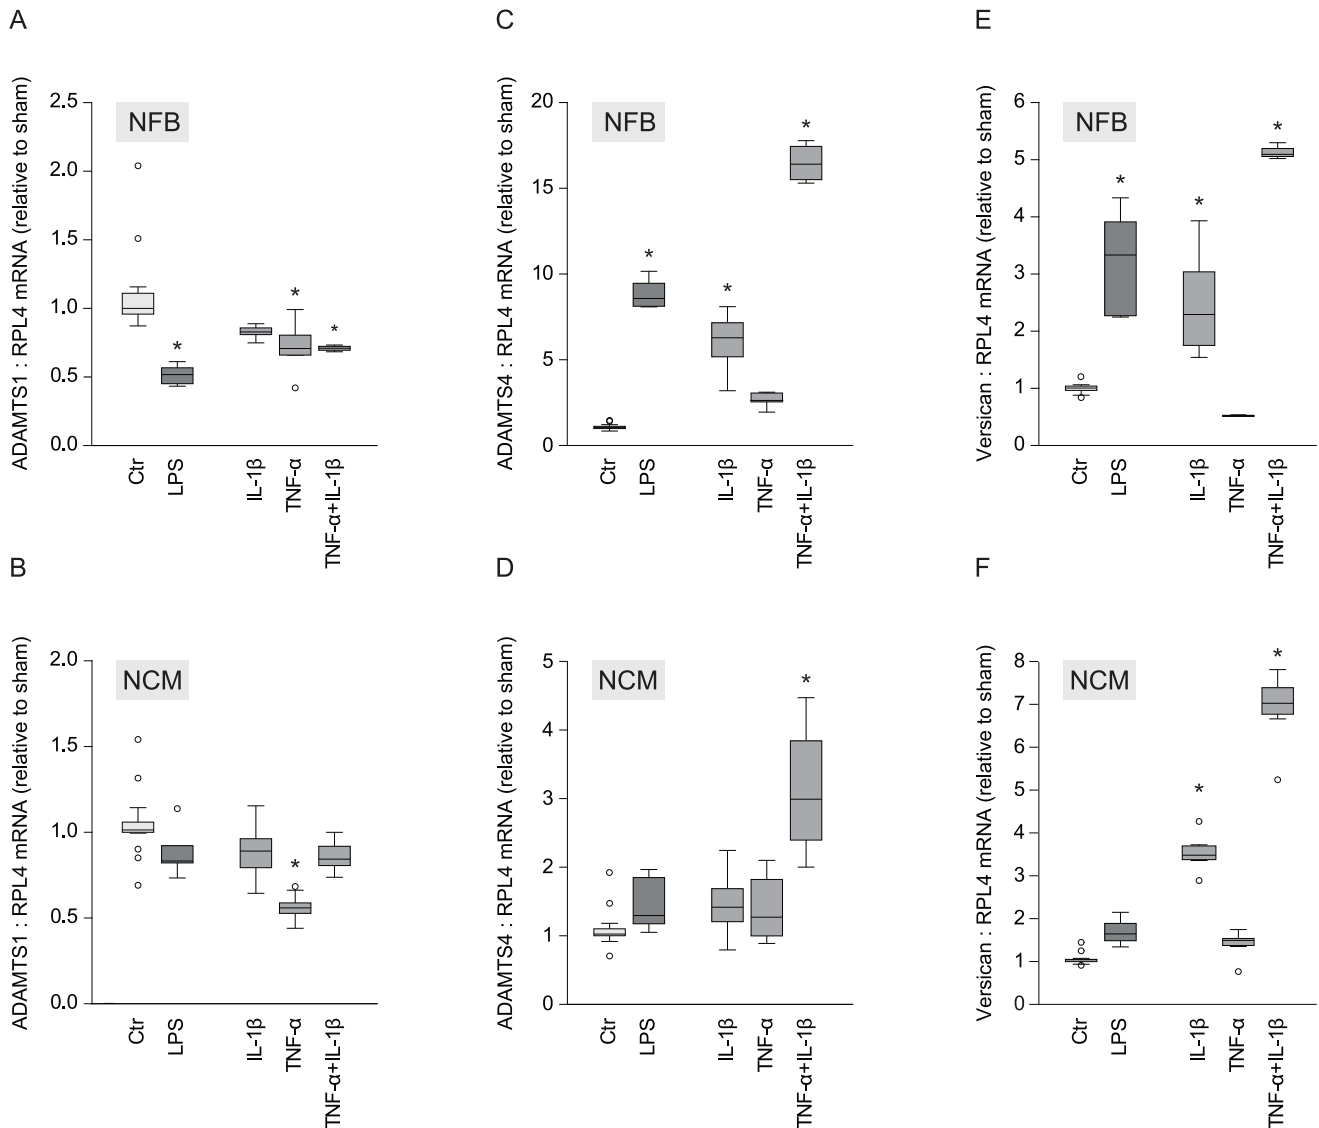 A
ADAMTS1 : RPL4 mRNA (relative to sham)
2.5
2.0
1.5
1.0
0.5
0.0
NFB
*
*
*
Ctr
LPS
IL-1β
TNF-α
TNF-α+IL-1β
C
ADAMTS4 : RPL4 mRNA (relative to sham)
20
15
10
5
0
NFB
*
*
*
Ctr
LPS
IL-1β
TNF-α
TNF-α+IL-1β
E
Versican : RPL4 mRNA (relative to sham)
6
5
4
3
2
1
0
NFB
*
*
*
Ctr
LPS
IL-1β
TNF-α
TNF-α+IL-1β
B
ADAMTS1 : RPL4 mRNA (relative to sham)
2.0
1.5
1.0
0.5
0.0
NCM
*
Ctr
LPS
IL-1β
TNF-α
TNF-α+IL-1β
D
ADAMTS4 : RPL4 mRNA (relative to sham)
5
4
3
2
1
0
NCM
*
Ctr
LPS
IL-1β
TNF-α
TNF-α+IL-1β
F
Versican : RPL4 mRNA (relative to sham)
8
7
6
5
4
3
2
1
0
NCM
*
*
Ctr
LPS
IL-1β
TNF-α
TNF-α+IL-1β